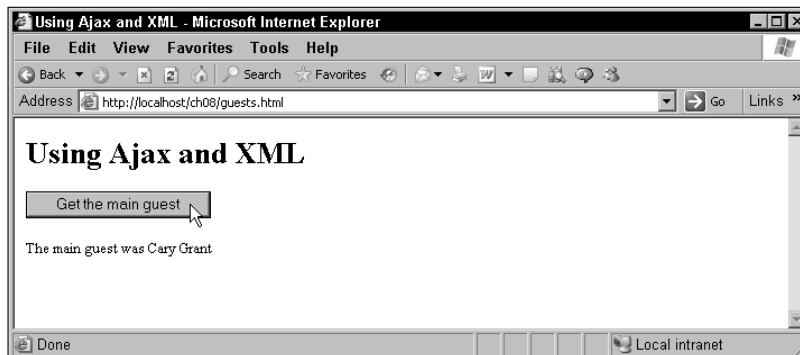 Using Ajax and XML - Microsoft Internet Explorer
File Edit View Favorites Tools Help
Back Search Favorites
Address http://localhost/ch08/guests.html Go Links »
Using Ajax and XML
Get the main guest
The main guest was Cary Grant
Done Local intranet